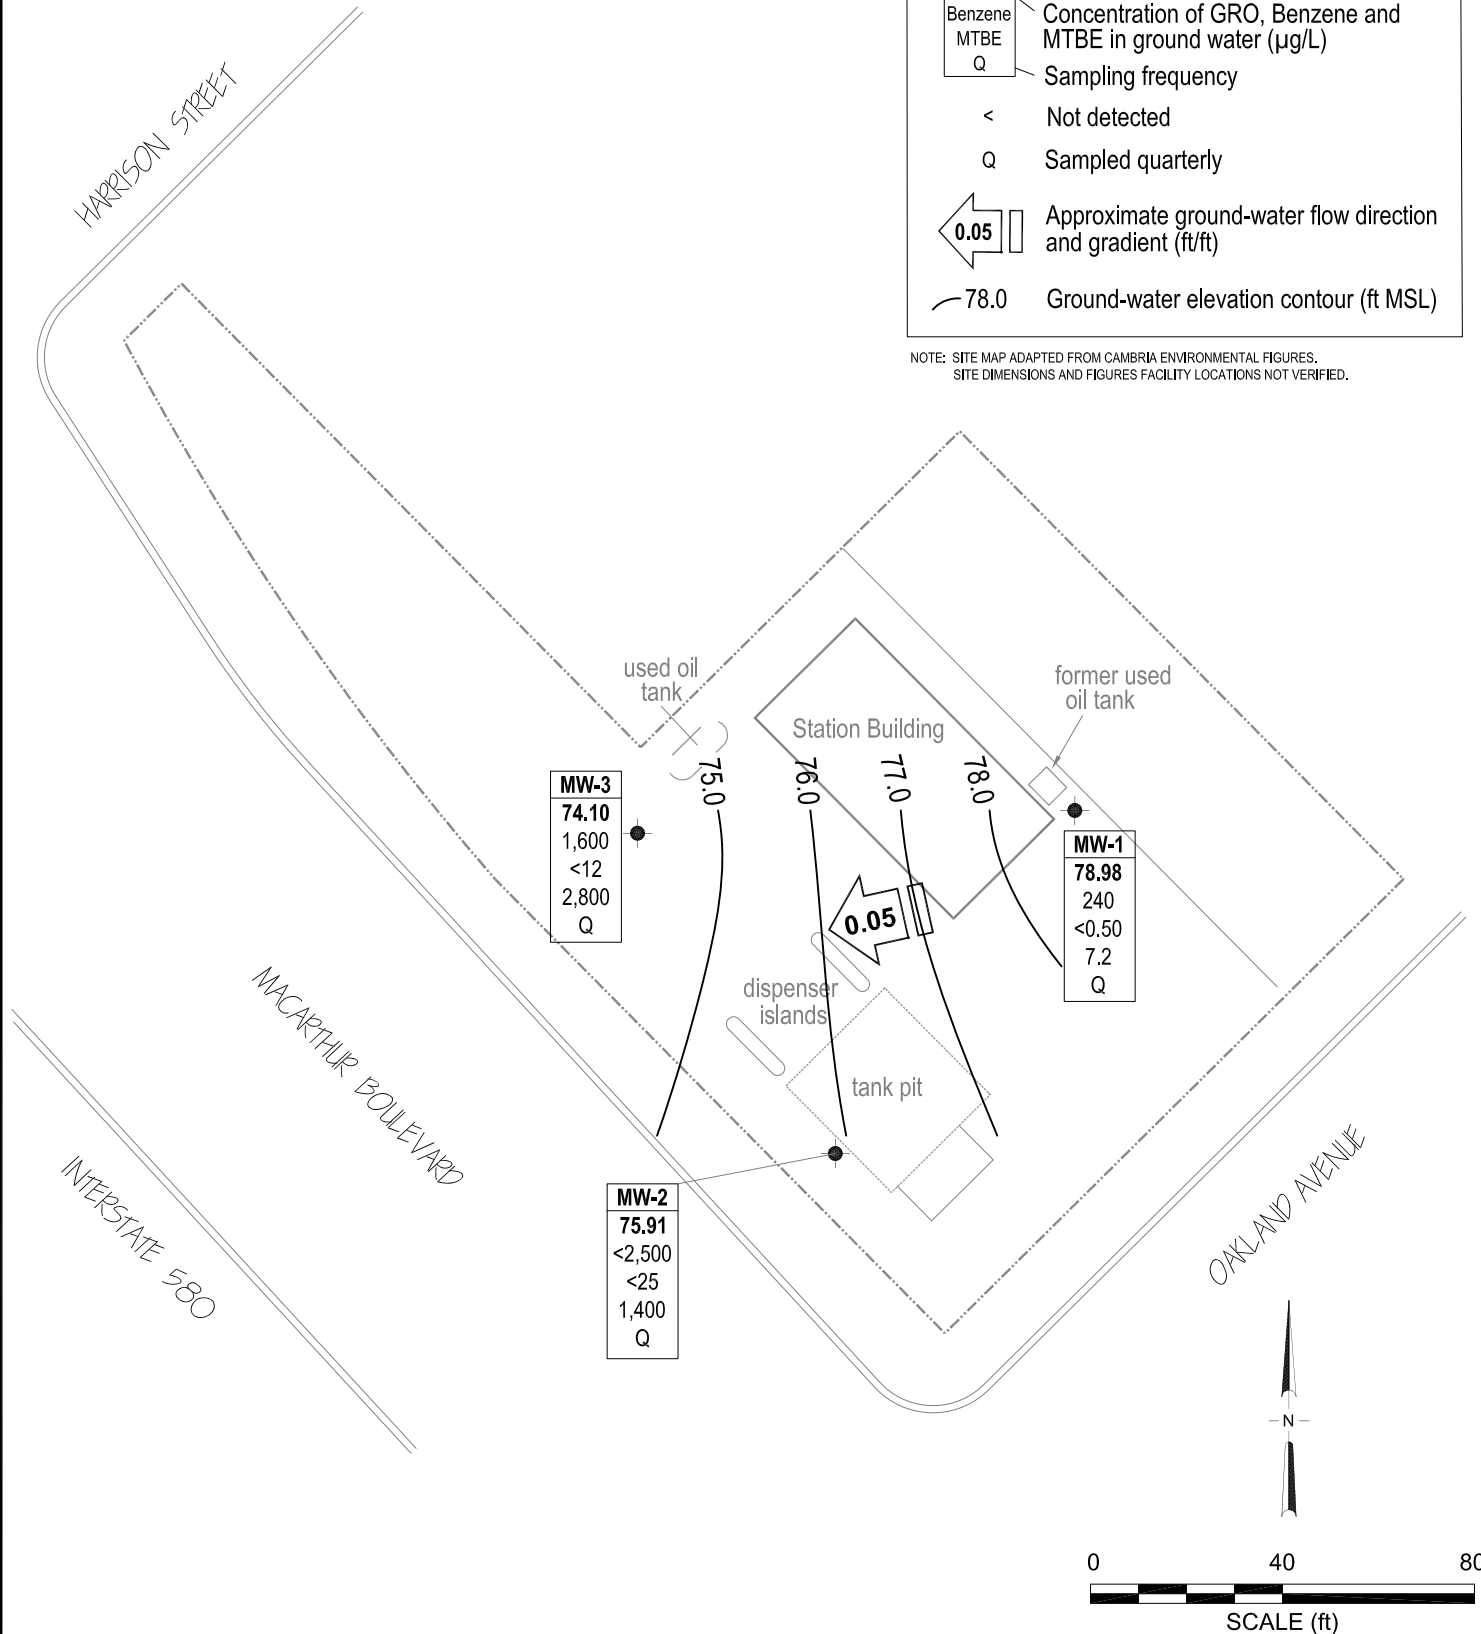 Benzene
MTBE
Q
Concentration of GRO, Benzene and
MTBE in ground water (µg/L)
Sampling frequency
< Not detected
Q Sampled quarterly
0.05 Approximate ground-water flow direction
and gradient (ft/ft)
78.0 Ground-water elevation contour (ft MSL)
NOTE: SITE MAP ADAPTED FROM CAMBRIA ENVIRONMENTAL FIGURES.
SITE DIMENSIONS AND FIGURES FACILITY LOCATIONS NOT VERIFIED.
HARRISON STREET
used oil
tank
Station Building
former used
oil tank
75.0
76.0
77.0
78.0
MW-3
74.10
1,600
<12
2,800
Q
MW-1
78.98
240
<0.50
7.2
Q
0.05
dispenser
islands
tank pit
MACARTHUR BOULEVARD
INTERSTATE 580
MW-2
75.91
<2,500
<25
1,400
Q
OAKLAND AVENUE
N
0 40 80
SCALE (ft)